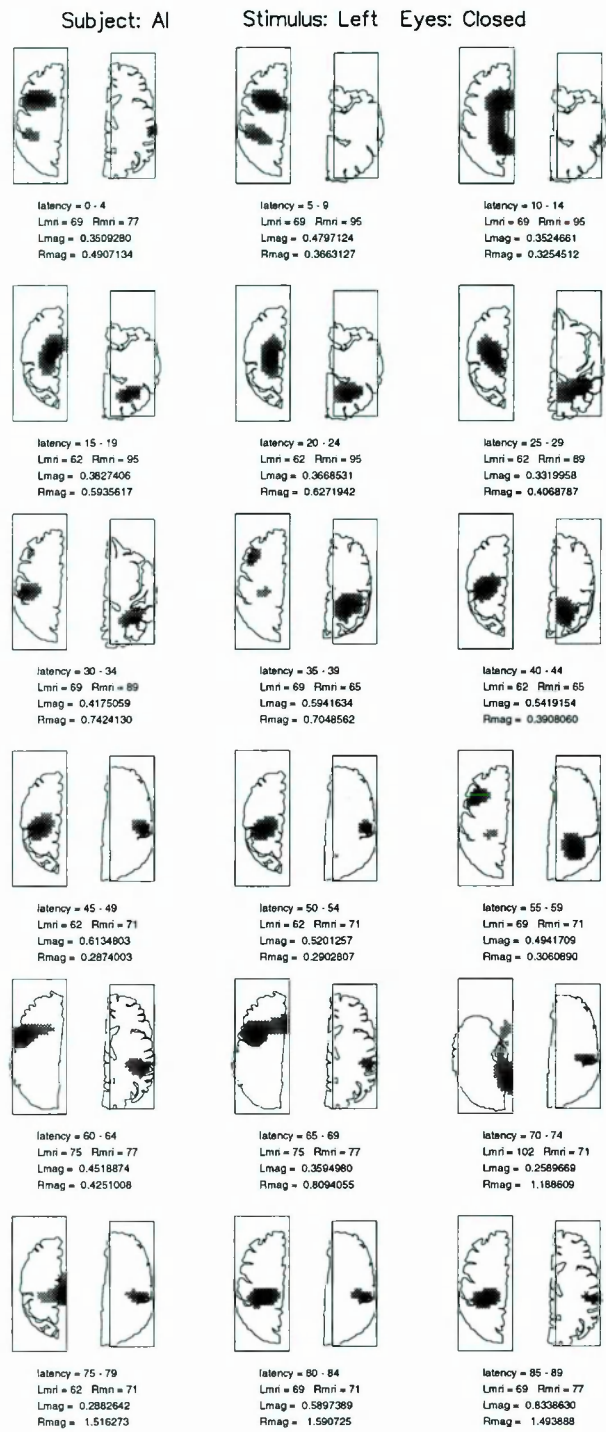 Subject: Al Stimulus: Left Eyes: Closed
latency = 0 - 4
Lmri = 69 Rmri = 77
Lmag = 0.3509280
Rmag = 0.4907134
latency = 5 - 9
Lmri = 69 Rmri = 95
Lmag = 0.4797124
Rmag = 0.3663127
latency = 10 - 14
Lmri = 69 Rmri = 95
Lmag = 0.3524661
Rmag = 0.3254512
latency = 15 - 19
Lmri = 62 Rmri = 95
Lmag = 0.3827406
Rmag = 0.5935617
latency = 20 - 24
Lmri = 62 Rmri = 95
Lmag = 0.3668531
Rmag = 0.6271942
latency = 25 - 29
Lmri = 62 Rmri = 89
Lmag = 0.3319958
Rmag = 0.4068787
latency = 30 - 34
Lmri = 69 Rmri = 89
Lmag = 0.4175059
Rmag = 0.7424130
latency = 35 - 39
Lmri = 69 Rmri = 65
Lmag = 0.5941634
Rmag = 0.7048562
latency = 40 - 44
Lmri = 62 Rmri = 65
Lmag = 0.5419154
Rmag = 0.3908060
latency = 45 - 49
Lmri = 62 Rmri = 71
Lmag = 0.6134803
Rmag = 0.2874003
latency = 50 - 54
Lmri = 62 Rmri = 71
Lmag = 0.5201257
Rmag = 0.2902807
latency = 55 - 59
Lmri = 69 Rmri = 71
Lmag = 0.4941709
Rmag = 0.3060890
latency = 60 - 64
Lmri = 75 Rmri = 77
Lmag = 0.4518874
Rmag = 0.4251008
latency = 65 - 69
Lmri = 75 Rmri = 77
Lmag = 0.3594980
Rmag = 0.8094055
latency = 70 - 74
Lmri = 102 Rmri = 71
Lmag = 0.2589669
Rmag = 1.188609
latency = 75 - 79
Lmri = 62 Rmri = 71
Lmag = 0.2882642
Rmag = 1.516273
latency = 80 - 84
Lmri = 69 Rmri = 71
Lmag = 0.5897389
Rmag = 1.590725
latency = 85 - 89
Lmri = 69 Rmri = 77
Lmag = 0.8338630
Rmag = 1.493888